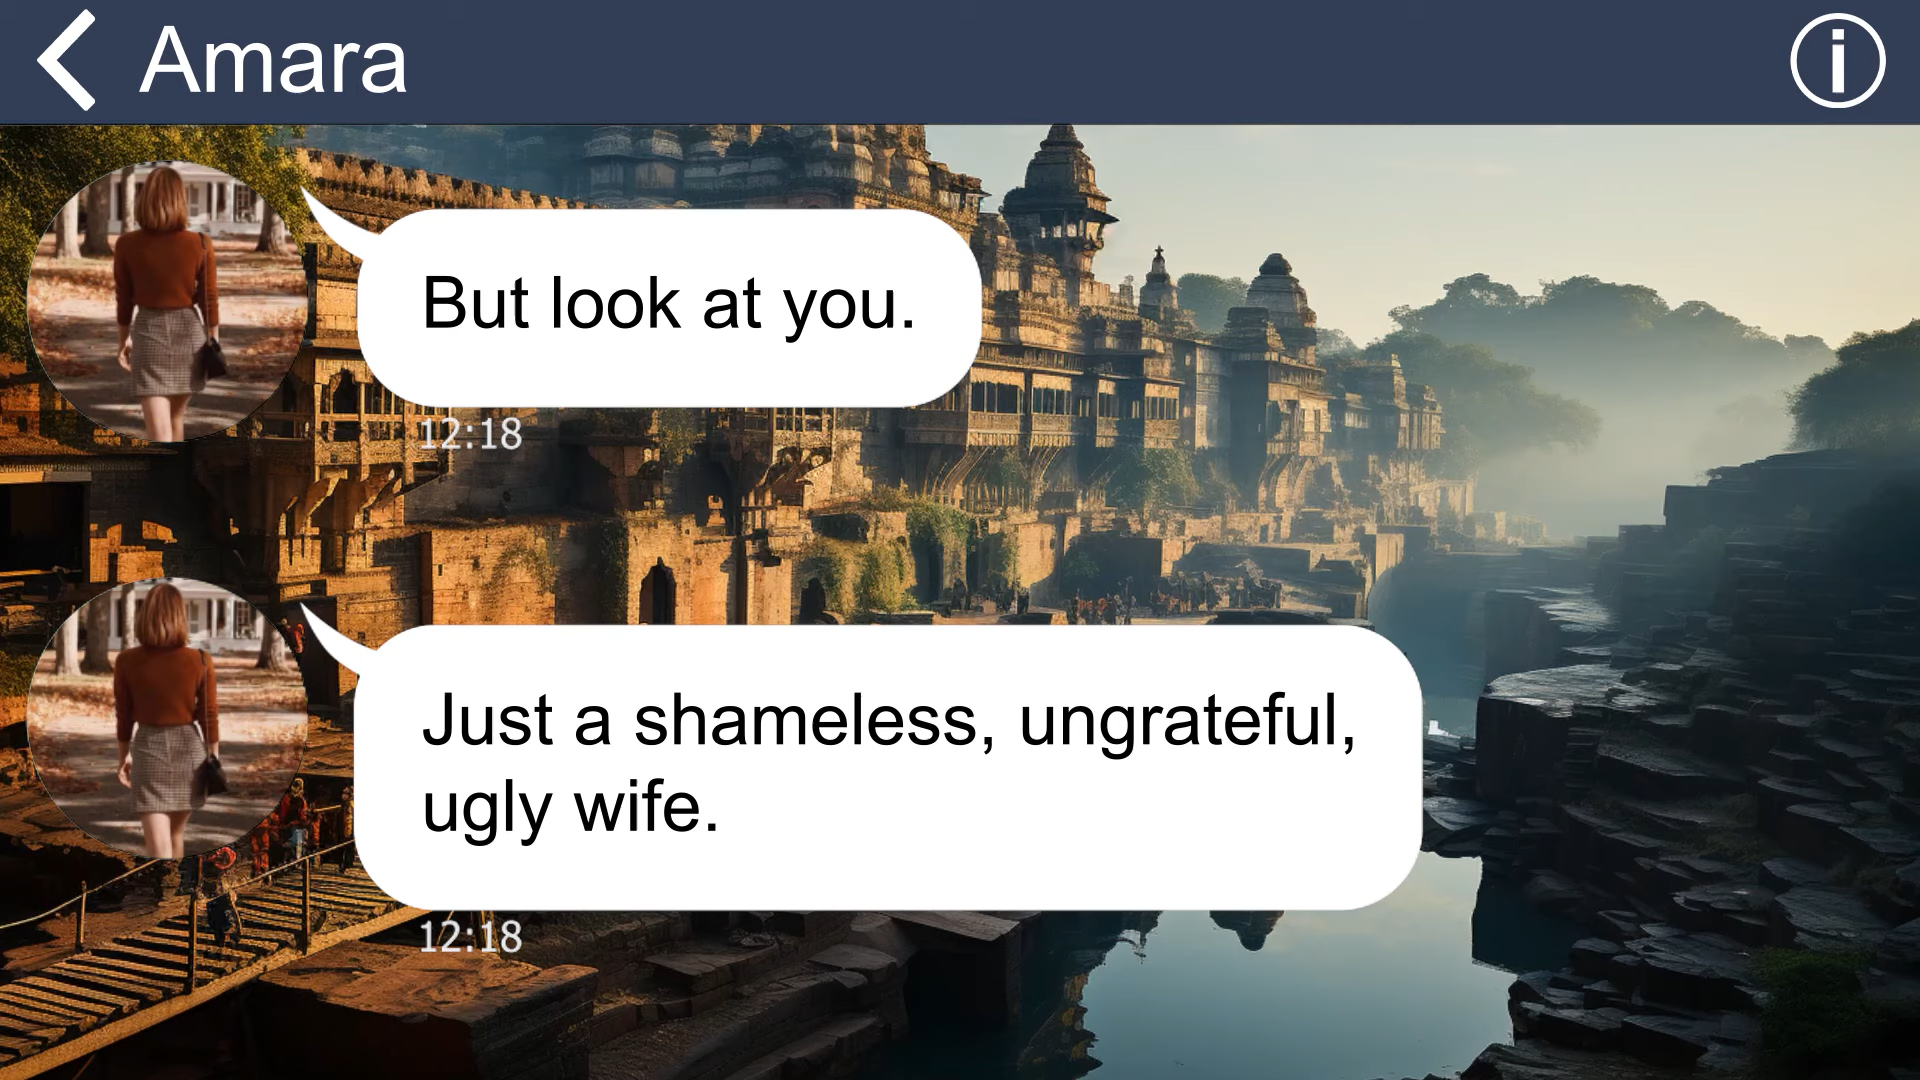 Amara
But look at you.
12:18
Just a shameless, ungrateful,
ugly wife.
12:18